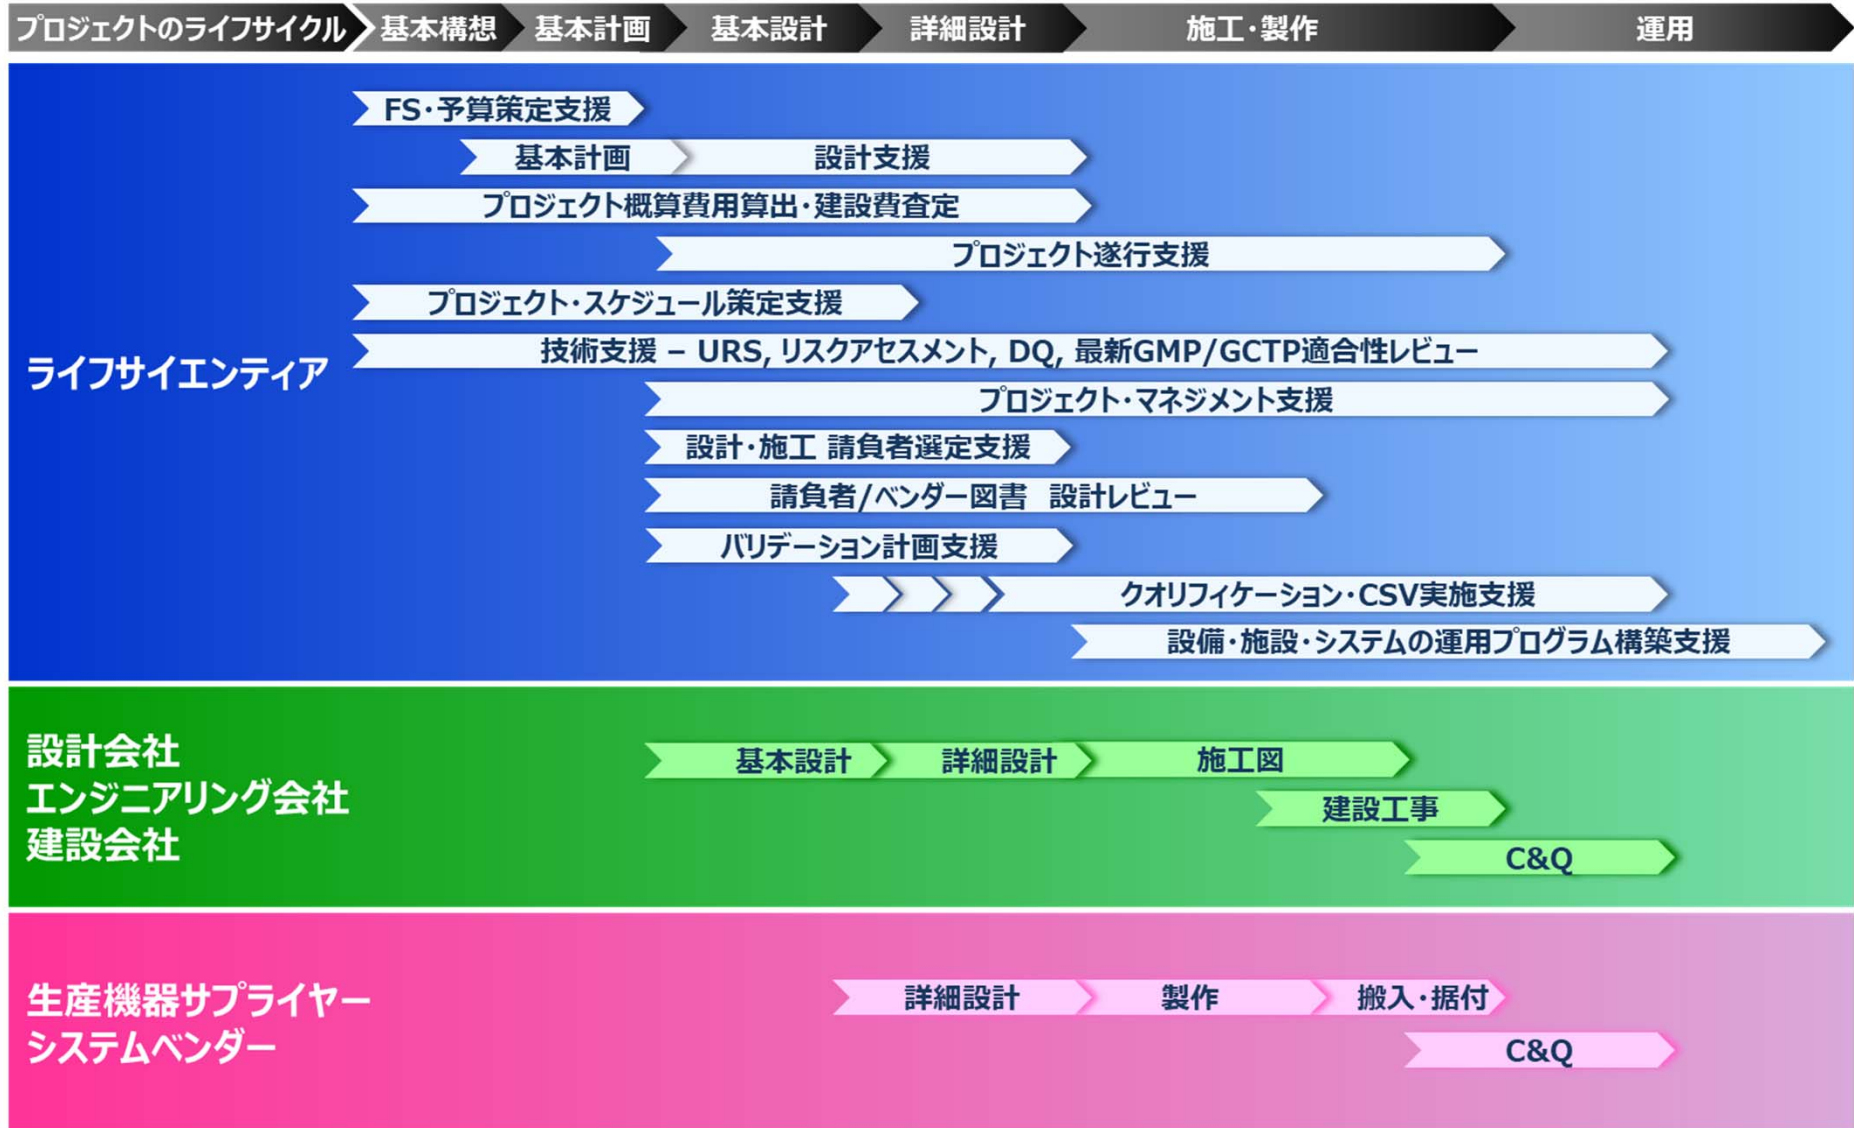 プロジェクトのライフサイクル 基本構想 基本計画 基本設計 詳細設計 施工・製作 運用
FS・予算策定支援
基本計画 設計支援
プロジェクト概算費用算出・建設費査定
プロジェクト遂行支援
プロジェクト・スケジュール策定支援
技術支援 – URS, リスクアセスメント, DQ, 最新GMP/GCTP適合性レビュー
ライフサイエンティア
プロジェクト・マネジメント支援
設計・施工 請負者選定支援
請負者/ベンダー図書 設計レビュー
バリデーション計画支援
クオリフィケーション・CSV実施支援
設備・施設・システムの運用プログラム構築支援
設計会社
エンジニアリング会社
建設会社
基本設計 詳細設計 施工図
建設工事
C&Q
生産機器サプライヤー
システムベンダー
詳細設計 製作 搬入・据付
C&Q